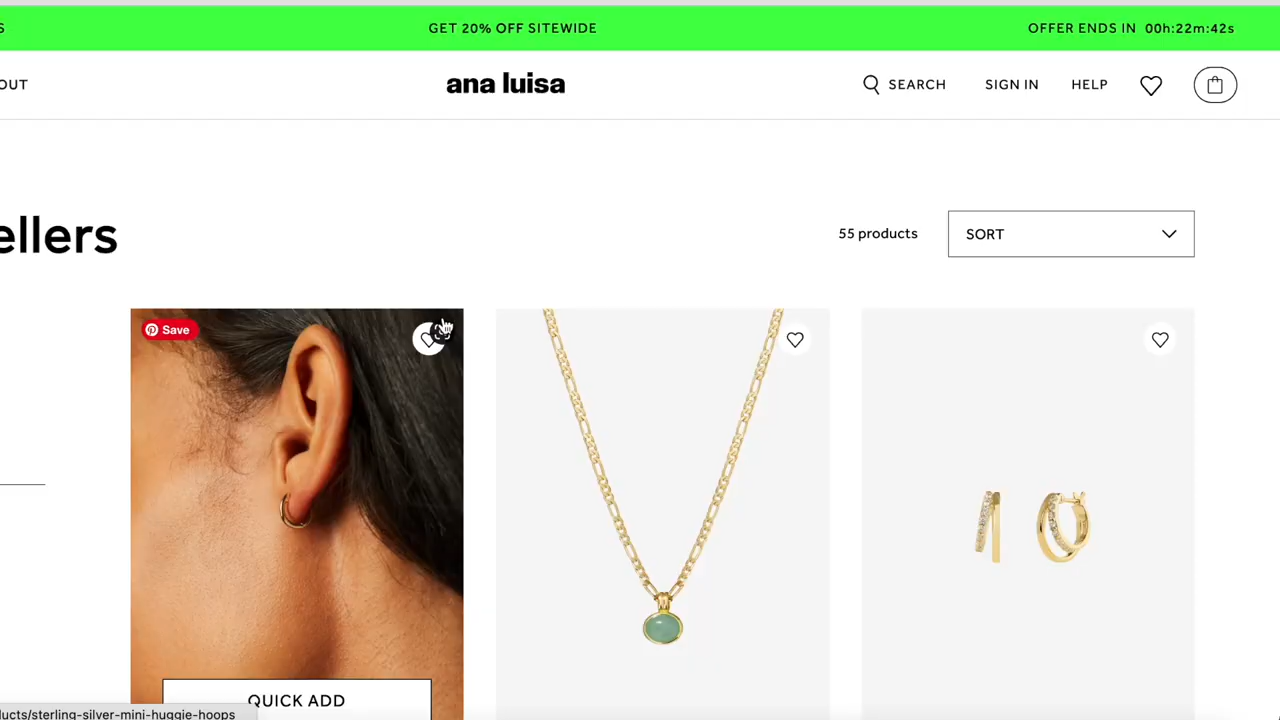 S
GET 20% OFF SITEWIDE
OFFER ENDS IN 00h:22m:42s
OUT
ana luisa
SEARCH
SIGN IN
HELP
ellers
55 products
SORT
Save
QUICK ADD
ucts/sterling-silver-mini-huggie-hoops